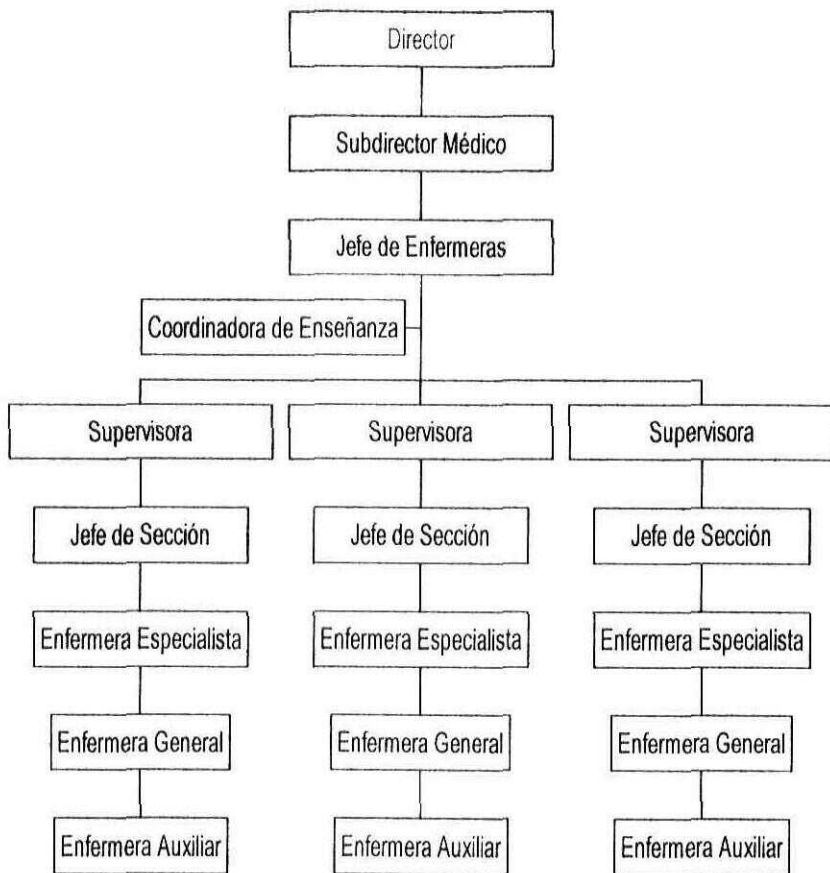 Director
Subdirector Médico
Jefe de Enfermeras
Coordinadora de Enseñanza
Supervisora
Supervisora
Supervisora
Jefe de Sección
Jefe de Sección
Jefe de Sección
Enfermera Especialista
Enfermera Especialista
Enfermera Especialista
Enfermera General
Enfermera General
Enfermera General
Enfermera Auxiliar
Enfermera Auxiliar
Enfermera Auxiliar